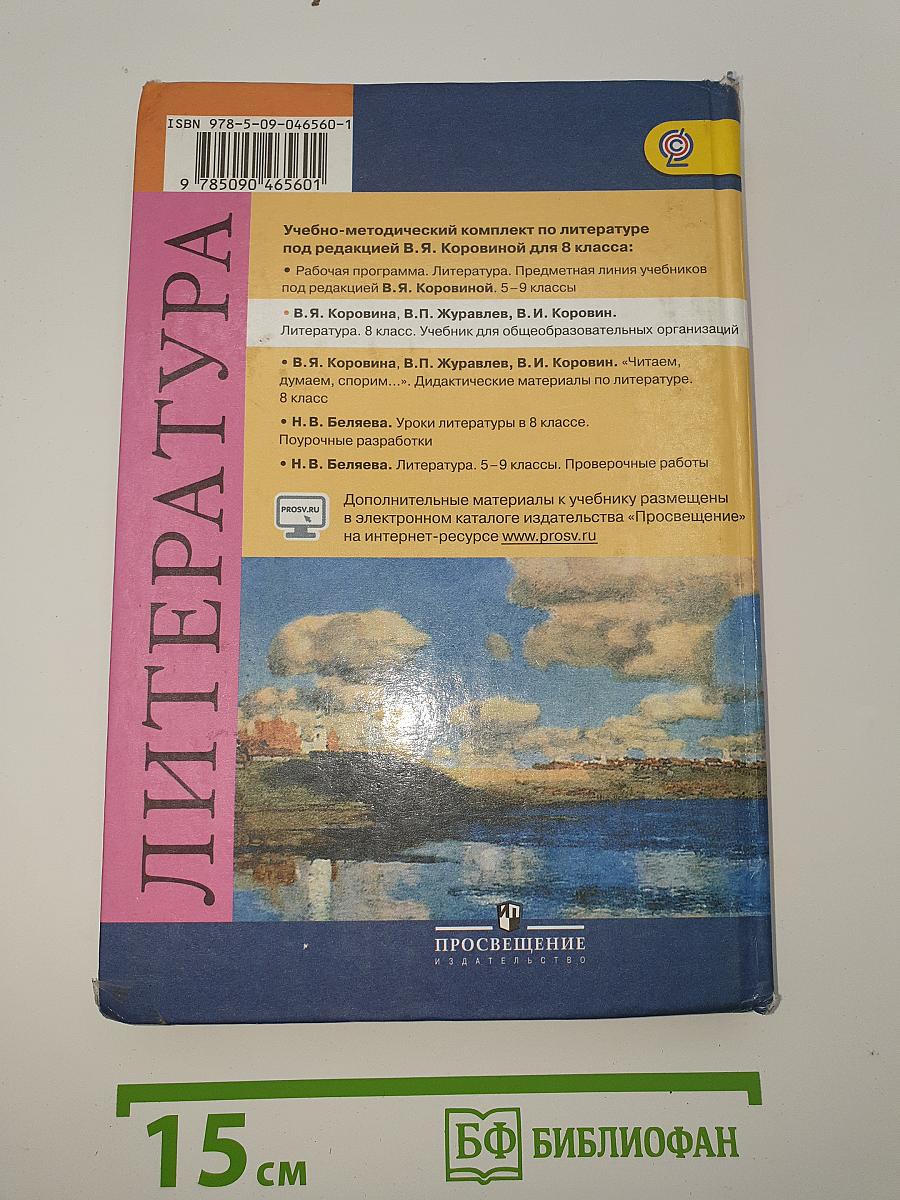 ISBN 978-5-09-046560-1
9 785090 465601
ЛИТЕРАТУРА
Учебно-методический комплект по литературе
под редакцией В.Я. Коровиной для 8 класса:
• Рабочая программа. Литература. Предметная линия учебников
под редакцией В.Я. Коровиной. 5–9 классы
• В.Я. Коровина, В.П. Журавлев, В.И. Коровин.
Литература. 8 класс. Учебник для общеобразовательных организаций
• В.Я. Коровина, В.П. Журавлев, В.И. Коровин. «Читаем,
думаем, спорим...». Дидактические материалы по литературе.
8 класс
• Н.В. Беляева. Уроки литературы в 8 классе.
Поурочные разработки
• Н.В. Беляева. Литература. 5–9 классы. Проверочные работы
PROSV.RU
Дополнительные материалы к учебнику размещены
в электронном каталоге издательства «Просвещение»
на интернет-ресурсе www.prosv.ru
ПРОСВЕЩЕНИЕ
ИЗДАТЕЛЬСТВО
15 см
БФ БИБЛИОФАН